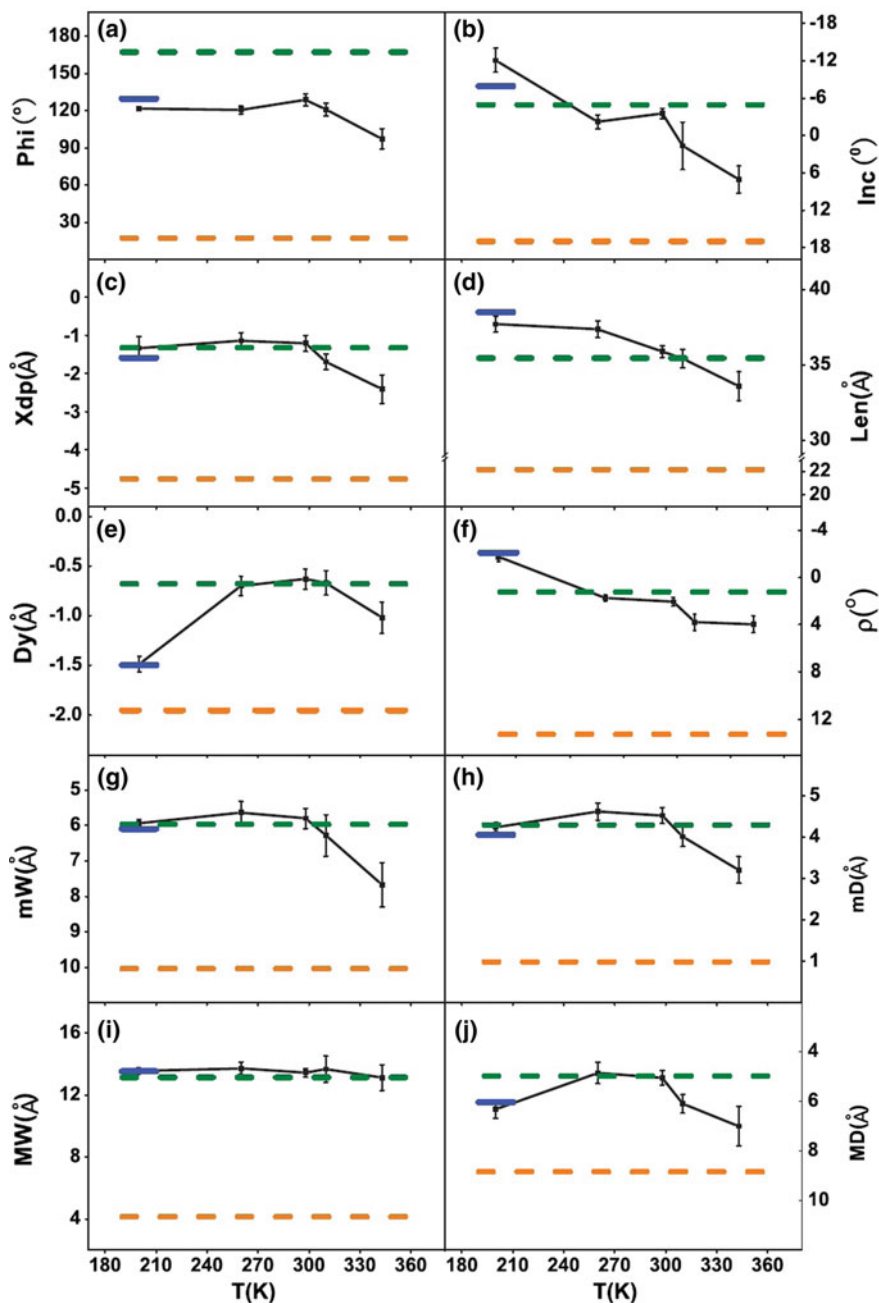 (a) (b)
180
150
120
90
60
30
Phi(°)
-18
-12
-6
0
6
12
18
Inc(°)
(c) (d)
0
-1
-2
-3
-4
-5
Xdp(Å)
40
35
30
22
20
Len(Å)
(e) (f)
0.0
-0.5
-1.0
-1.5
-2.0
Dy(Å)
-4
0
4
8
12
ρ(°)
(g) (h)
5
6
7
8
9
10
mW(Å)
5
4
3
2
1
mD(Å)
(i) (j)
16
12
8
4
MW(Å)
4
6
8
10
MD(Å)
180 210 240 270 300 330 360
180 210 240 270 300 330 360
T(K) T(K)